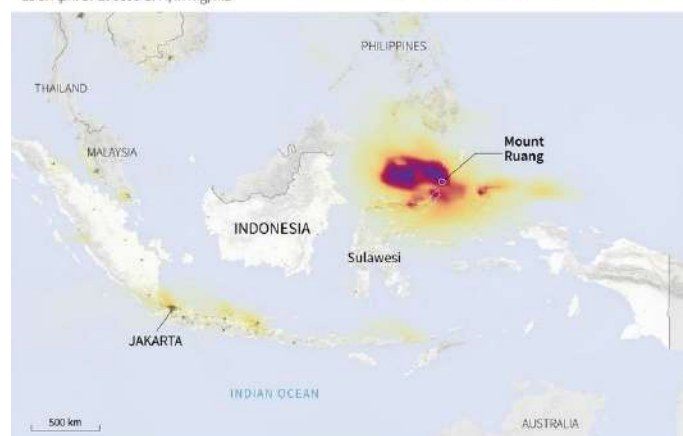 PHILIPPINES
THAILAND
Mount
Ruang
MALAYSIA
INDONESIA
Sulawesi
JAKARTA
INDIAN OCEAN
500 km
AUSTRALIA